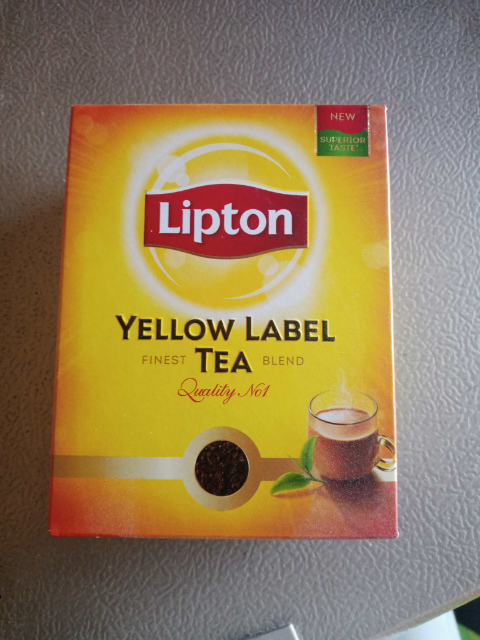 NEW
SUPERIOR
TASTE*
Lipton
YELLOW LABEL
FINEST TEA BLEND
Quality No1